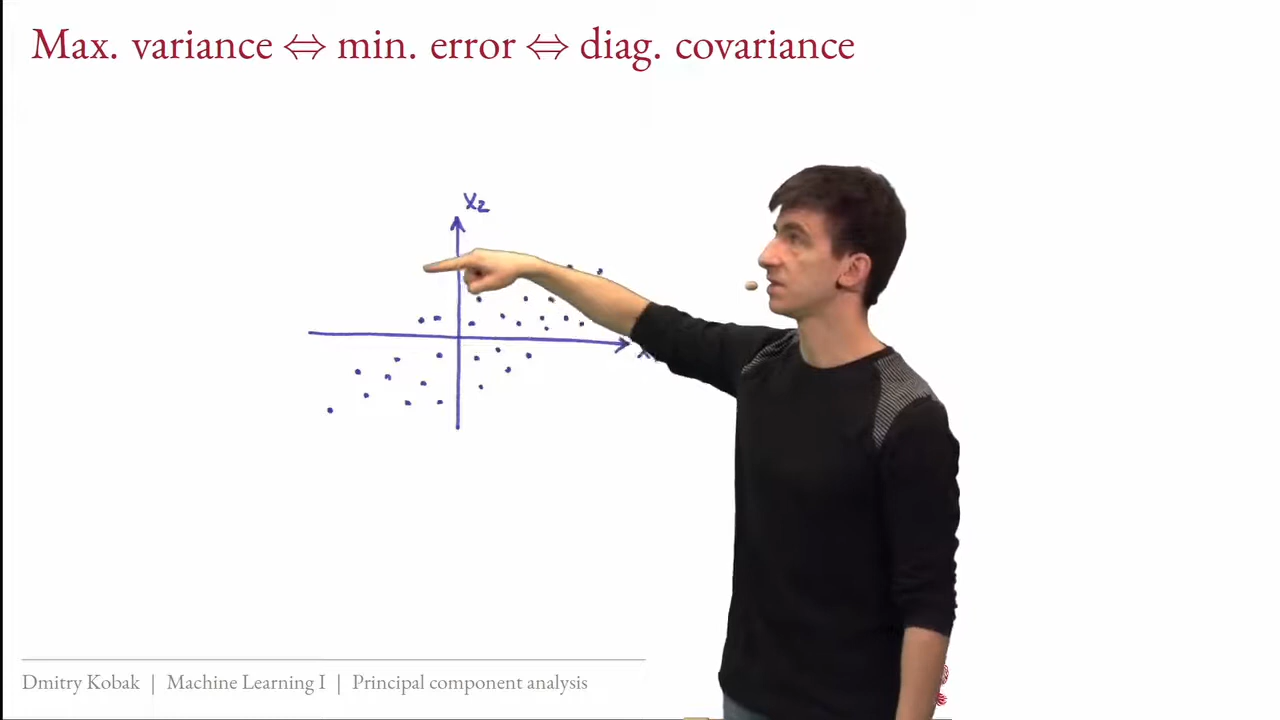 Max. variance ⇔ min. error ⇔ diag. covariance
x₂
Dmitry Kobak | Machine Learning I | Principal component analysis